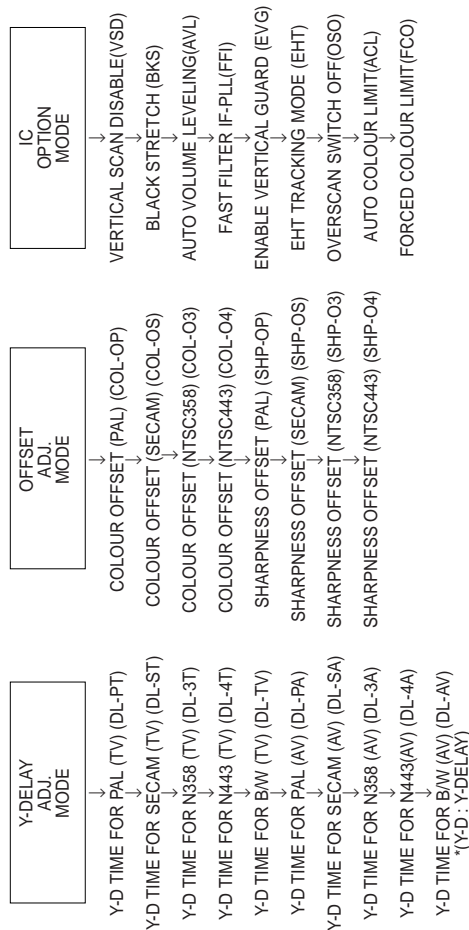 Y-DELAY
ADJ.
MODE
Y-D TIME FOR PAL (TV) (DL-PT)
Y-D TIME FOR SECAM (TV) (DL-ST)
Y-D TIME FOR N358 (TV) (DL-3T)
Y-D TIME FOR N443 (TV) (DL-4T)
Y-D TIME FOR B/W (TV) (DL-TV)
Y-D TIME FOR PAL (AV) (DL-PA)
Y-D TIME FOR SECAM (AV) (DL-SA)
Y-D TIME FOR N358 (AV) (DL-3A)
Y-D TIME FOR N443(AV) (DL-4A)
Y-D TIME FOR B/W (AV) (DL-AV)
*(Y-D : Y-DELAY)
OFFSET
ADJ.
MODE
COLOUR OFFSET (PAL) (COL-OP)
COLOUR OFFSET (SECAM) (COL-OS)
COLOUR OFFSET (NTSC358) (COL-O3)
COLOUR OFFSET (NTSC443) (COL-O4)
SHARPNESS OFFSET (PAL) (SHP-OP)
SHARPNESS OFFSET (SECAM) (SHP-OS)
SHARPNESS OFFSET (NTSC358) (SHP-O3)
SHARPNESS OFFSET (NTSC443) (SHP-O4)
IC
OPTION
MODE
VERTICAL SCAN DISABLE(VSD)
BLACK STRETCH (BKS)
AUTO VOLUME LEVELING(AVL)
FAST FILTER IF-PLL(FFI)
ENABLE VERTICAL GUARD (EVG)
EHT TRACKING MODE (EHT)
OVERSCAN SWITCH OFF(OSO)
AUTO COLOUR LIMIT(ACL)
FORCED COLOUR LIMIT(FCO)